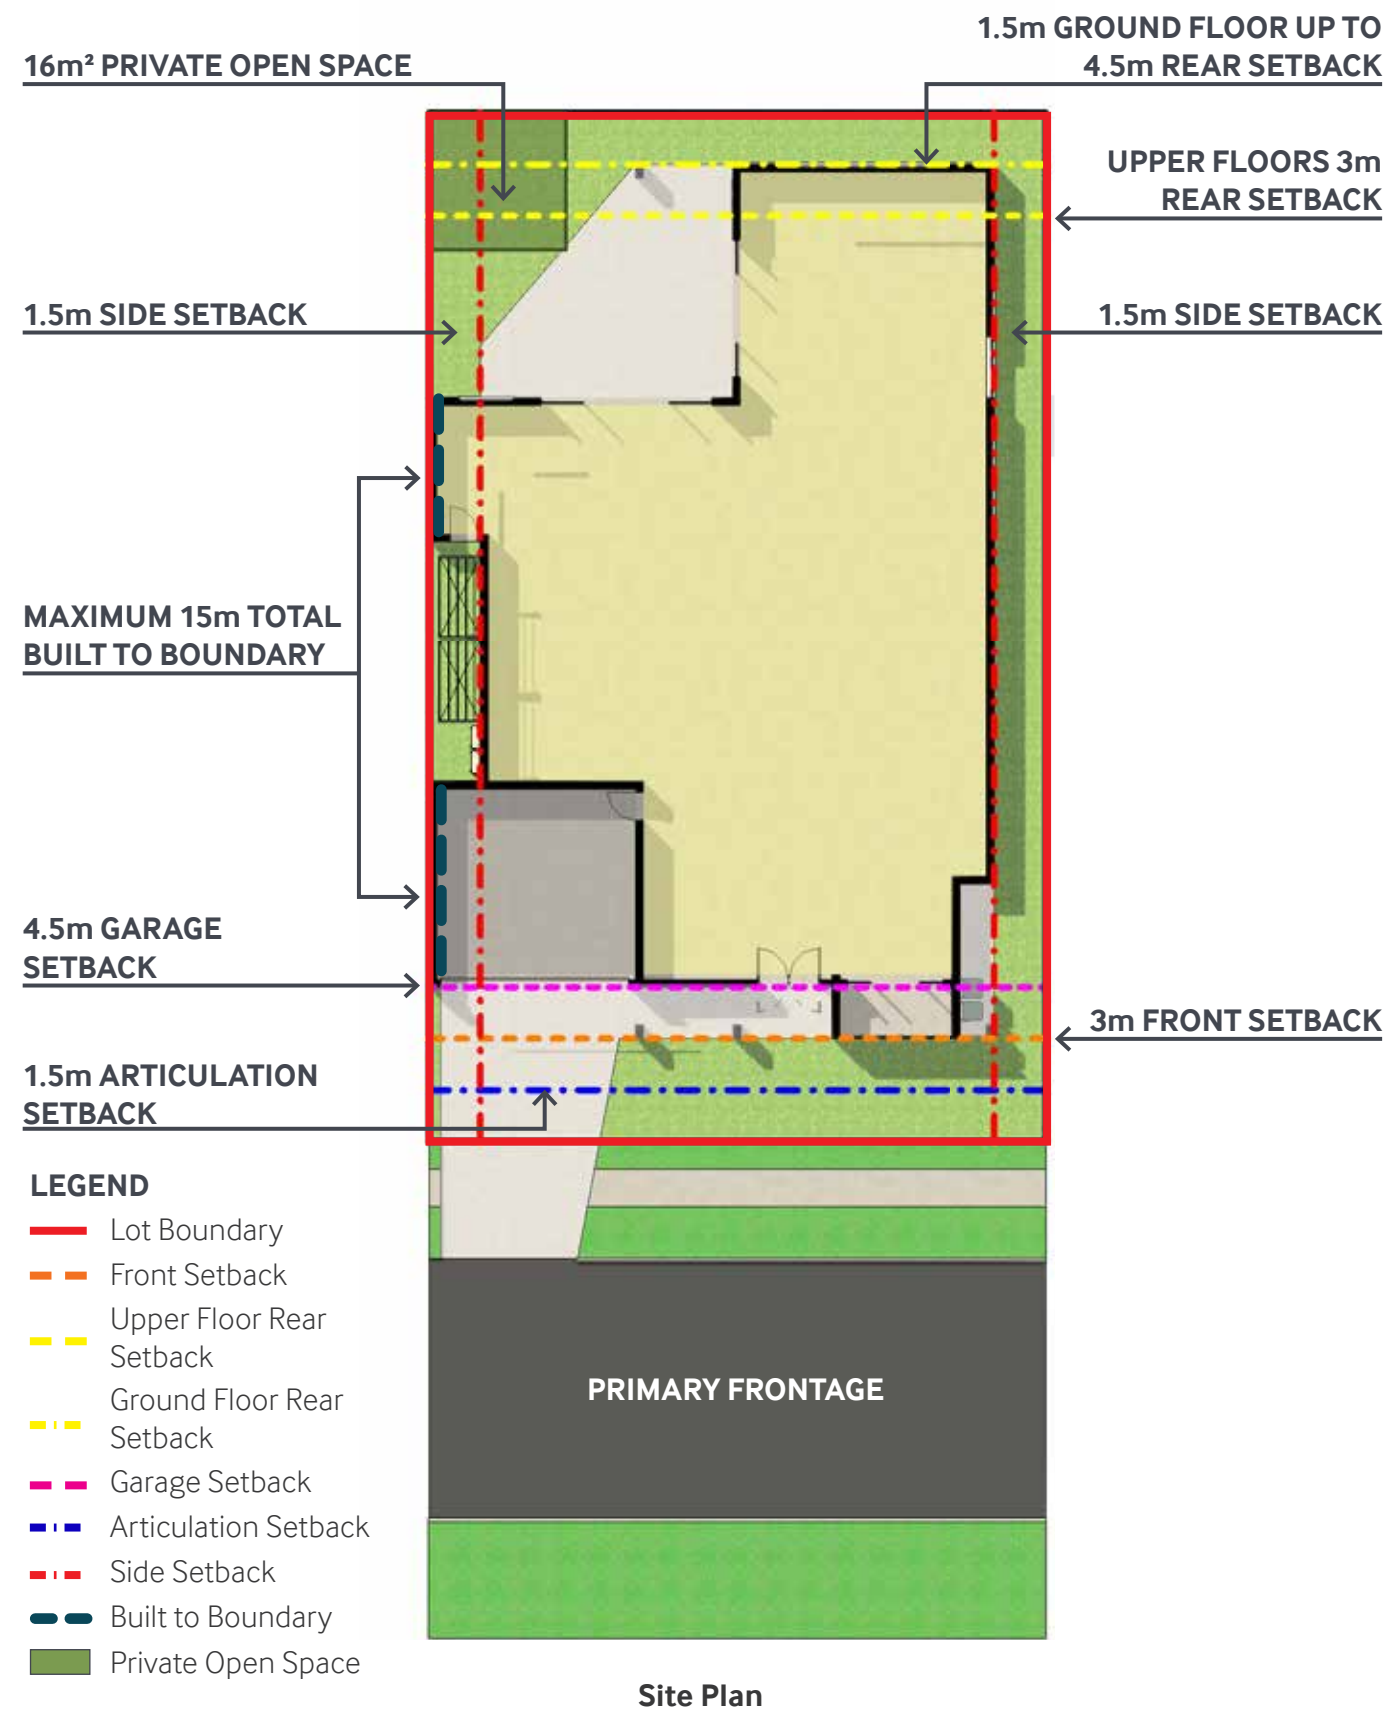 1.5m GROUND FLOOR UP TO
4.5m REAR SETBACK
16m² PRIVATE OPEN SPACE
UPPER FLOORS 3m
REAR SETBACK
1.5m SIDE SETBACK
1.5m SIDE SETBACK
MAXIMUM 15m TOTAL
BUILT TO BOUNDARY
4.5m GARAGE
SETBACK
3m FRONT SETBACK
1.5m ARTICULATION
SETBACK
LEGEND
Lot Boundary
Front Setback
Upper Floor Rear
Setback
Ground Floor Rear
Setback
Garage Setback
Articulation Setback
Side Setback
Built to Boundary
Private Open Space
PRIMARY FRONTAGE
Site Plan